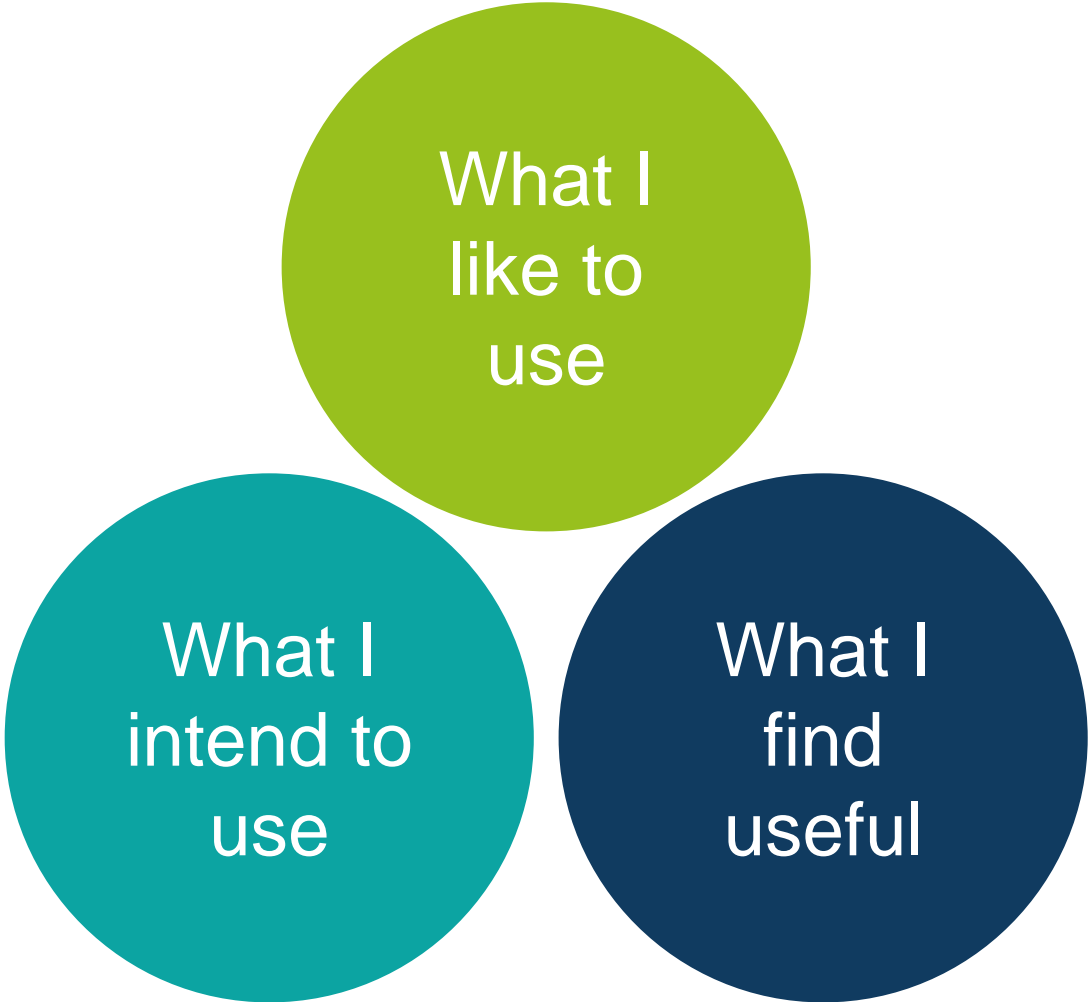 What I
like to
use
What I
intend to
use
What I
find
useful